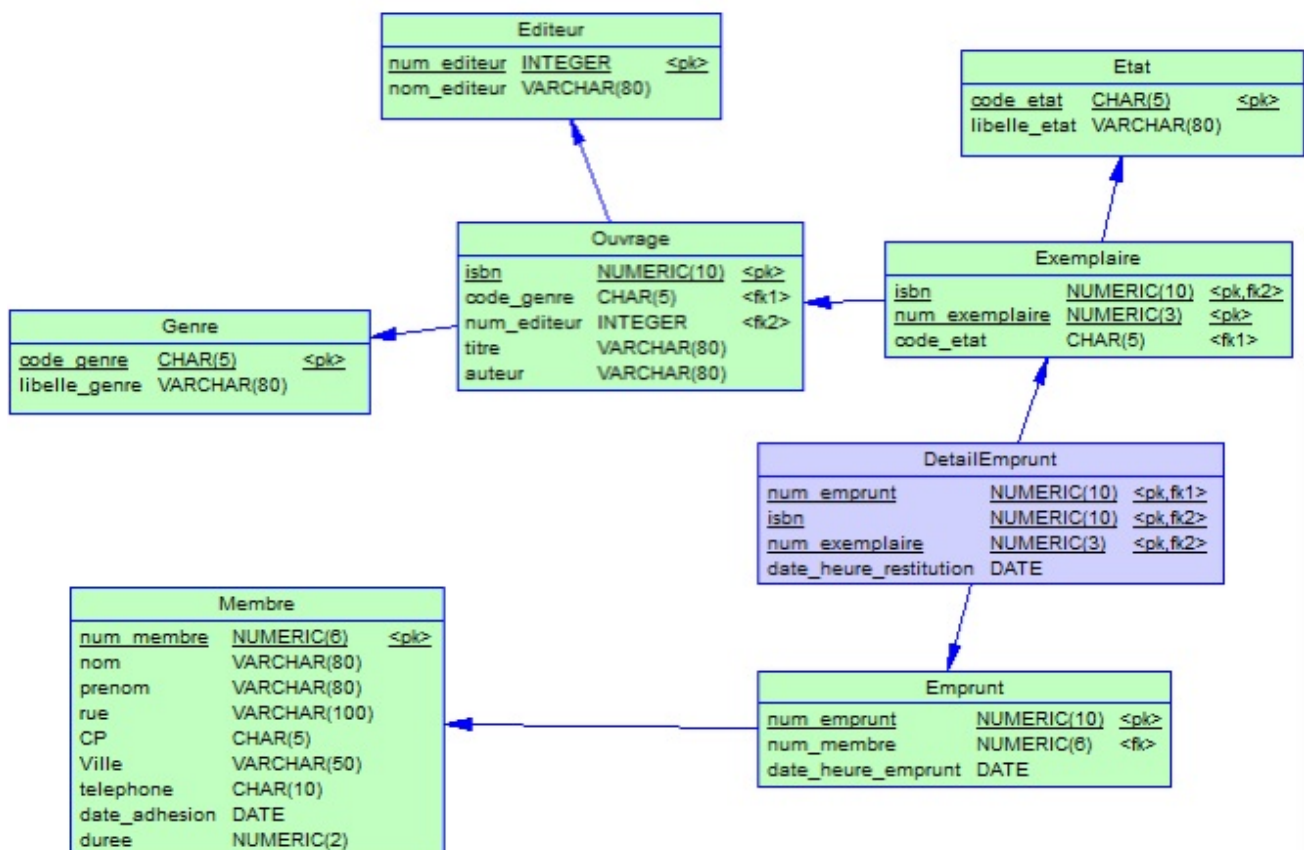 Editeur
num_editeur INTEGER <pk>
nom_editeur VARCHAR(80)
Etat
code_etat CHAR(5) <pk>
libelle_etat VARCHAR(80)
Ouvrage
isbn NUMERIC(10) <pk>
code_genre CHAR(5) <fk1>
num_editeur INTEGER <fk2>
titre VARCHAR(80)
auteur VARCHAR(80)
Exemplaire
isbn NUMERIC(10) <pk,fk2>
num_exemplaire NUMERIC(3) <pk>
code_etat CHAR(5) <fk1>
Genre
code_genre CHAR(5) <pk>
libelle_genre VARCHAR(80)
DetailEmprunt
num_emprunt NUMERIC(10) <pk,fk1>
isbn NUMERIC(10) <pk,fk2>
num_exemplaire NUMERIC(3) <pk,fk2>
date_heure_restitution DATE
Membre
num_membre NUMERIC(6) <pk>
nom VARCHAR(80)
prenom VARCHAR(80)
rue VARCHAR(100)
CP CHAR(5)
Ville VARCHAR(50)
telephone CHAR(10)
date_adhesion DATE
duree NUMERIC(2)
Emprunt
num_emprunt NUMERIC(10) <pk>
num_membre NUMERIC(6) <fk>
date_heure_emprunt DATE